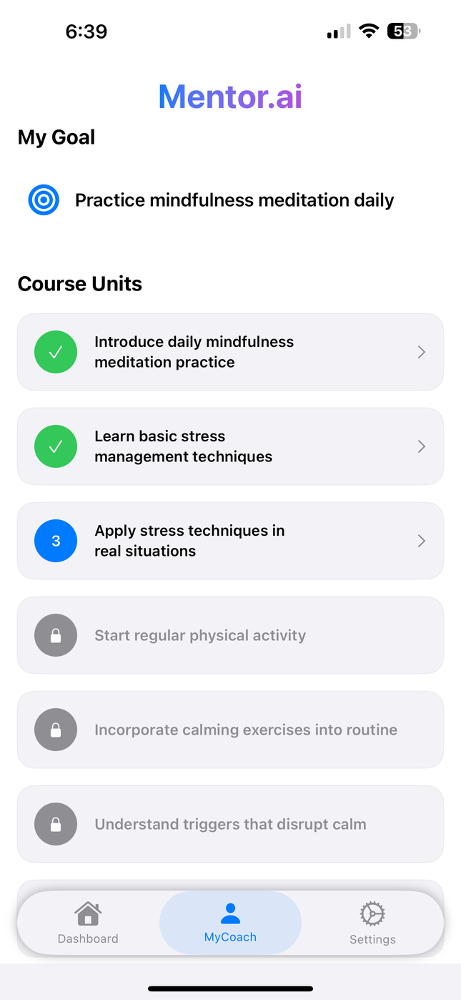 6:39
53
Mentor.ai
My Goal
Practice mindfulness meditation daily
Course Units
Introduce daily mindfulness
meditation practice
Learn basic stress
management techniques
3
Apply stress techniques in
real situations
Start regular physical activity
Incorporate calming exercises into routine
Understand triggers that disrupt calm
Dashboard
MyCoach
Settings